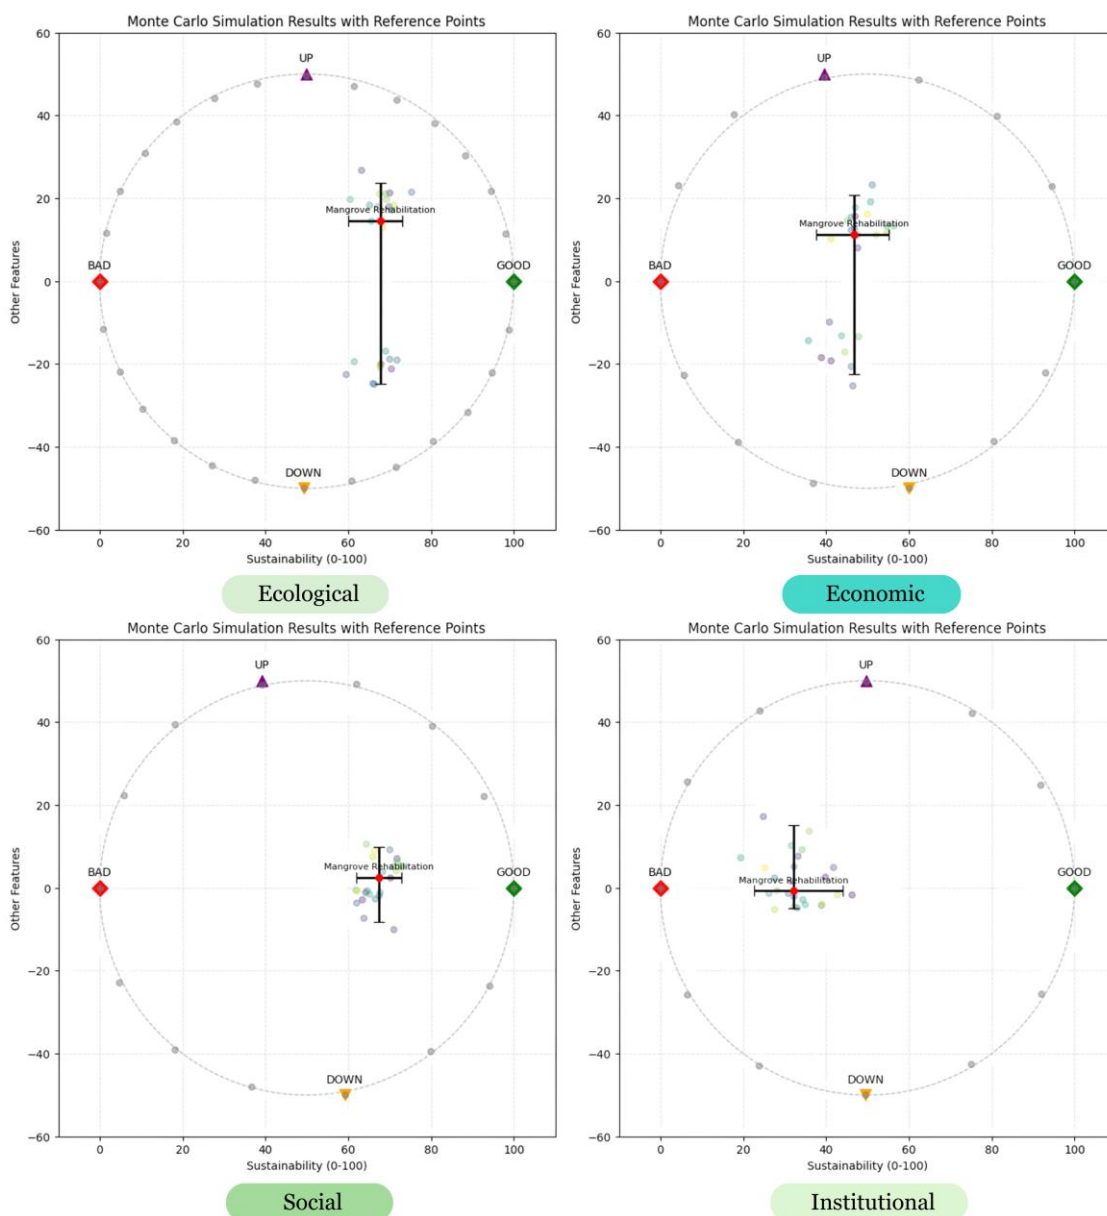 Monte Carlo Simulation Results with Reference Points
60
40
20
0
−20
−40
−60
Other Features
UP
Mangrove Rehabilitation
BAD
GOOD
DOWN
0 20 40 60 80 100
Sustainability (0-100)
Ecological
Monte Carlo Simulation Results with Reference Points
60
40
20
0
−20
−40
−60
Other Features
UP
Mangrove Rehabilitation
BAD
GOOD
DOWN
0 20 40 60 80 100
Sustainability (0-100)
Economic
Monte Carlo Simulation Results with Reference Points
60
40
20
0
−20
−40
−60
Other Features
UP
Mangrove Rehabilitation
BAD
GOOD
DOWN
0 20 40 60 80 100
Sustainability (0-100)
Social
Monte Carlo Simulation Results with Reference Points
60
40
20
0
−20
−40
−60
Other Features
UP
Mangrove Rehabilitation
BAD
GOOD
DOWN
0 20 40 60 80 100
Sustainability (0-100)
Institutional